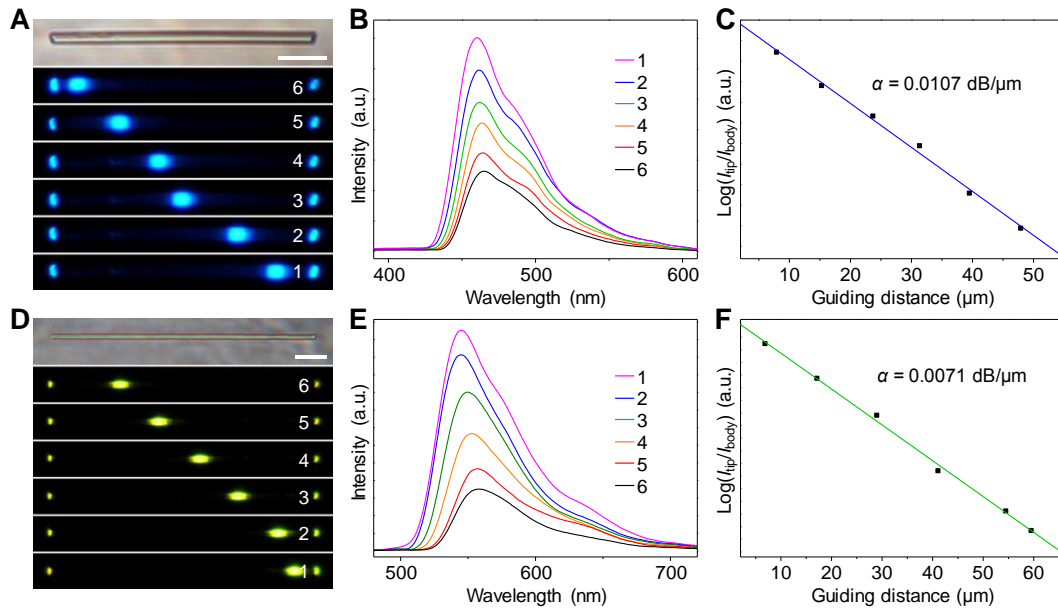 A
6
5
4
3
2
1
B
Intensity (a.u.)
1
2
3
4
5
6
400
500
600
Wavelength (nm)
C
Log(Itip/Ibody) (a.u.)
α = 0.0107 dB/µm
10
20
30
40
50
Guiding distance (µm)
D
6
5
4
3
2
1
E
Intensity (a.u.)
1
2
3
4
5
6
500
600
700
Wavelength (nm)
F
Log(Itip/Ibody) (a.u.)
α = 0.0071 dB/µm
10
20
30
40
50
60
Guiding distance (µm)